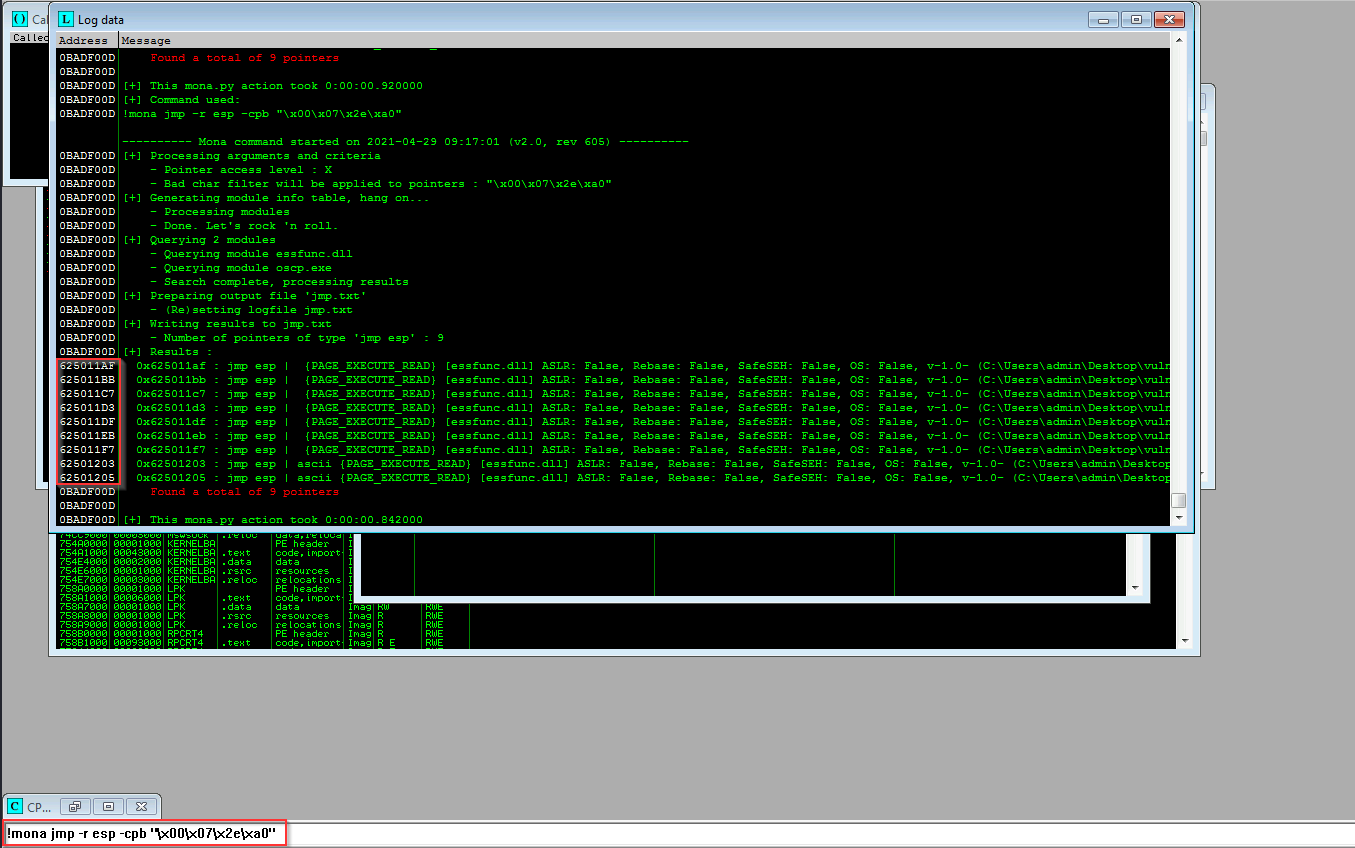 Cal
Callec
Log data
Address Message
Found a total of 9 pointers
0BADF00D
0BADF00D
0BADF00D [+] This mona.py action took 0:00:00.920000
0BADF00D [+] Command used:
0BADF00D !mona jmp -r esp -cpb "\x00\x07\x2e\xa0"
---------- Mona command started on 2021-04-29 09:17:01 (v2.0, rev 605) ----------
0BADF00D [+] Processing arguments and criteria
0BADF00D - Pointer access level : X
0BADF00D - Bad char filter will be applied to pointers : "\x00\x07\x2e\xa0"
0BADF00D [+] Generating module info table, hang on...
0BADF00D - Processing modules
0BADF00D - Done. Let's rock 'n roll.
0BADF00D [+] Querying 2 modules
0BADF00D - Querying module essfunc.dll
0BADF00D - Querying module oscp.exe
0BADF00D - Search complete, processing results
0BADF00D [+] Preparing output file 'jmp.txt'
0BADF00D - (Re)setting logfile jmp.txt
0BADF00D [+] Writing results to jmp.txt
0BADF00D - Number of pointers of type 'jmp esp' : 9
0BADF00D [+] Results :
625011AF 0x625011af : jmp esp | {PAGE_EXECUTE_READ} [essfunc.dll] ASLR: False, Rebase: False, SafeSEH: False, OS: False, v-1.0- (C:\Users\admin\Desktop\vuln
625011BB 0x625011bb : jmp esp | {PAGE_EXECUTE_READ} [essfunc.dll] ASLR: False, Rebase: False, SafeSEH: False, OS: False, v-1.0- (C:\Users\admin\Desktop\vuln
625011C7 0x625011c7 : jmp esp | {PAGE_EXECUTE_READ} [essfunc.dll] ASLR: False, Rebase: False, SafeSEH: False, OS: False, v-1.0- (C:\Users\admin\Desktop\vuln
625011D3 0x625011d3 : jmp esp | {PAGE_EXECUTE_READ} [essfunc.dll] ASLR: False, Rebase: False, SafeSEH: False, OS: False, v-1.0- (C:\Users\admin\Desktop\vuln
625011DF 0x625011df : jmp esp | {PAGE_EXECUTE_READ} [essfunc.dll] ASLR: False, Rebase: False, SafeSEH: False, OS: False, v-1.0- (C:\Users\admin\Desktop\vuln
625011EB 0x625011eb : jmp esp | {PAGE_EXECUTE_READ} [essfunc.dll] ASLR: False, Rebase: False, SafeSEH: False, OS: False, v-1.0- (C:\Users\admin\Desktop\vuln
625011F7 0x625011f7 : jmp esp | {PAGE_EXECUTE_READ} [essfunc.dll] ASLR: False, Rebase: False, SafeSEH: False, OS: False, v-1.0- (C:\Users\admin\Desktop\vuln
62501203 0x62501203 : jmp esp | ascii {PAGE_EXECUTE_READ} [essfunc.dll] ASLR: False, Rebase: False, SafeSEH: False, OS: False, v-1.0- (C:\Users\admin\Desktop
62501205 0x62501205 : jmp esp | ascii {PAGE_EXECUTE_READ} [essfunc.dll] ASLR: False, Rebase: False, SafeSEH: False, OS: False, v-1.0- (C:\Users\admin\Desktop
0BADF00D Found a total of 9 pointers
0BADF00D
0BADF00D [+] This mona.py action took 0:00:00.842000
754A0000 00001000 KERNELBA PE header I
754A1000 00043000 KERNELBA .text code,import I
754E4000 00002000 KERNELBA .data data I
754E6000 00001000 KERNELBA .rsrc resources I
754E7000 00003000 KERNELBA .reloc relocations I
758A0000 00001000 LPK PE header I
758A1000 00006000 LPK .text code,import I
758A7000 00001000 LPK .data data Imag RW RWE
758A8000 00001000 LPK .rsrc resources Imag R RWE
758A9000 00001000 LPK .reloc relocations Imag R RWE
758B0000 00001000 RPCRT4 PE header Imag R RWE
758B1000 00093000 RPCRT4 .text code,import Imag R E RWE
CP...
!mona jmp -r esp -cpb "\x00\x07\x2e\xa0"